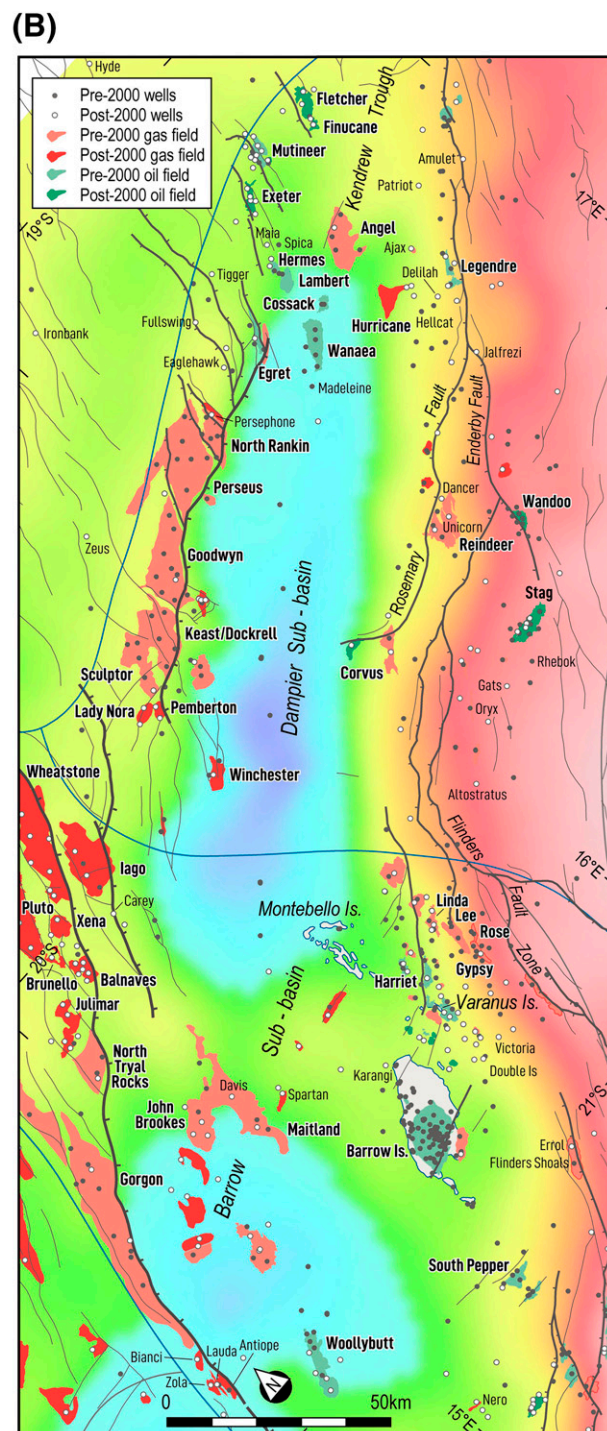 (B)
Hyde
Pre-2000 wells
Post-2000 wells
Pre-2000 gas field
Post-2000 gas field
Pre-2000 oil field
Post-2000 oil field
Fletcher
Finucane
Kendrew Trough
Mutineer
Amulet
Patriot
Exeter
17°E
19°S
Angel
Maia
Spica
Ajax
Hermes
Legendre
Tigger
Lambert
Delilah
Cossack
Fullswing
Hurricane
Hellcat
Ironbank
Wanaea
Jalfrezi
Eaglehawk
Egret
Madeleine
Fault
Enderby Fault
Persephone
North Rankin
Perseus
Dancer
Wandoo
Unicorn
Zeus
Goodwyn
Reindeer
Rosemary
Stag
Dampier Sub-basin
Keast/Dockrell
Corvus
Rhebok
Sculptor
Gats
Lady Nora
Pemberton
Oryx
Wheatstone
Winchester
Altostratus
Flinders
16°E
Iago
Carey
Linda
Montebello Is.
Lee
Fault
Pluto
Xena
Rose
Zone
20°S
Balnaves
Harriet
Gypsy
Brunello
Julimar
Varanus Is.
Sub-basin
Victoria
North
Tryal
Rocks
Karangi
Double Is
21°S
Davis
Spartan
John
Brookes
Maitland
Barrow Is.
Errol
Flinders Shoals
Gorgon
Barrow
South Pepper
Woollybutt
Bianci
Lauda
Antiope
Zola
N
Nero
15°E
0
50km